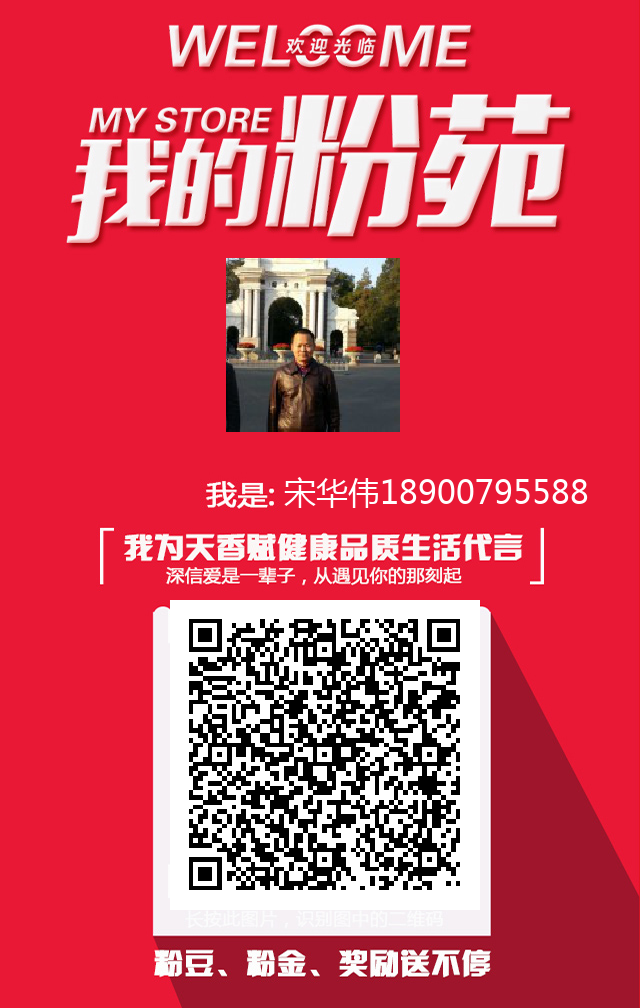 WELCOME
欢迎光临
MY STORE
我的粉苑
我是: 宋华伟18900795588
我为天香赋健康品质生活代言
深信爱是一辈子，从遇见你的那刻起
长按此图片，识别图中的二维码
粉豆、粉金、奖励送不停